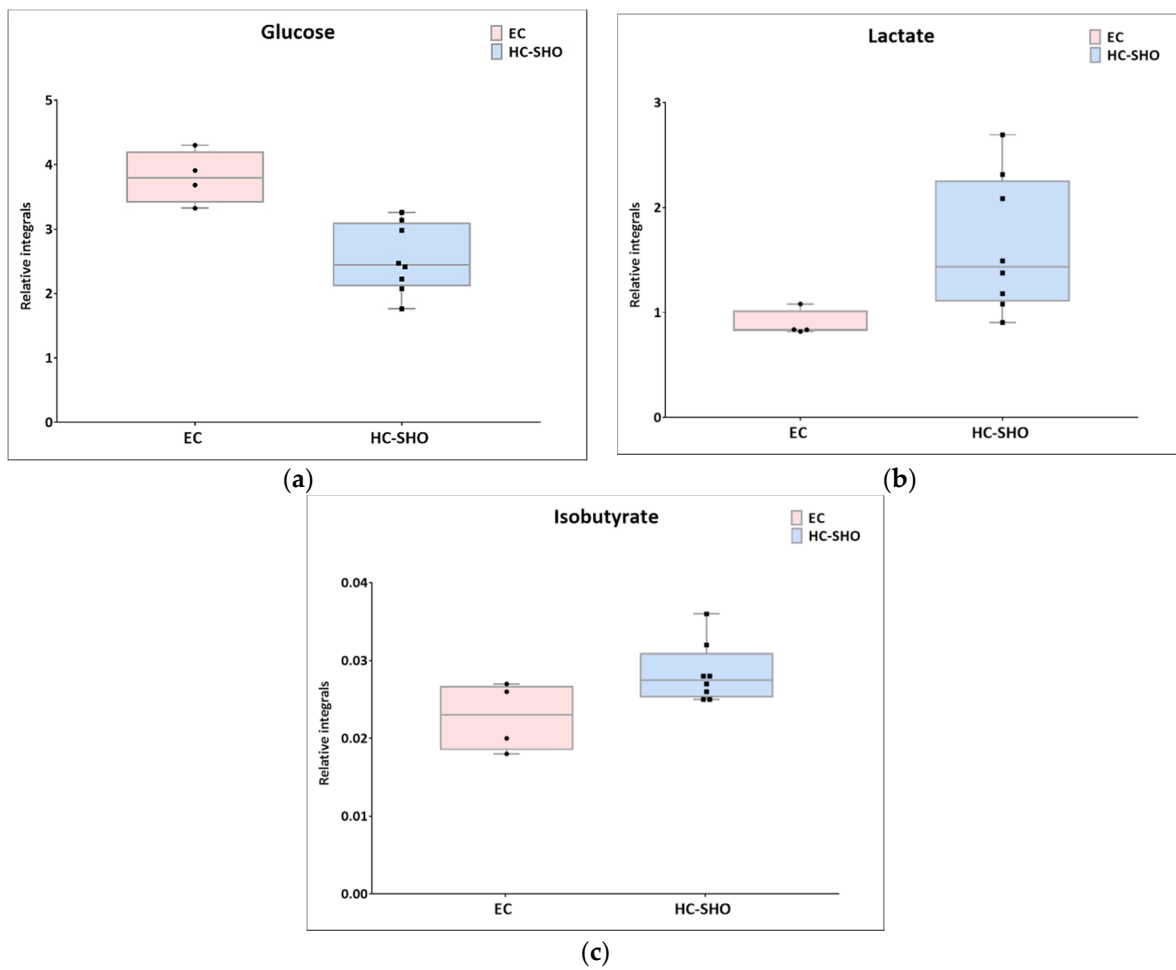 Glucose
EC
HC-SHO
Relative integrals
5
4
3
2
1
0
EC HC-SHO
(a)
Lactate
EC
HC-SHO
Relative integrals
3
2
1
0
EC HC-SHO
(b)
Isobutyrate
EC
HC-SHO
Relative integrals
0.04
0.03
0.02
0.01
0.00
EC HC-SHO
(c)